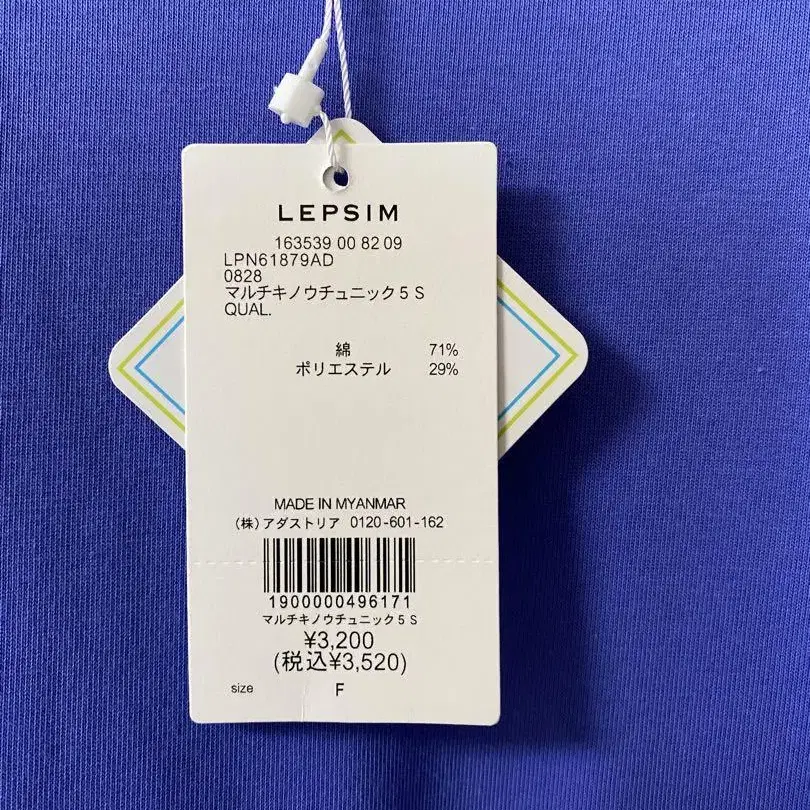 LEPSIM
163539 00 82 09
LPN61879AD
0828
マルチキノウチュニック5 S
QUAL.
綿 71%
ポリエステル 29%
MADE IN MYANMAR
(株)アダストリア 0120-601-162
1900000496171
マルチキノウチュニック5 S
¥3,200
(税込¥3,520)
size F